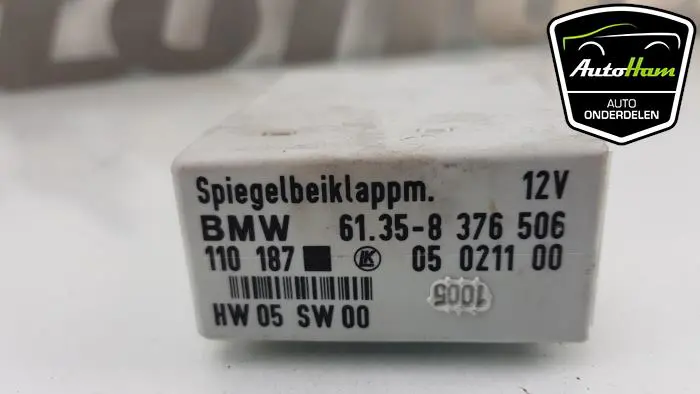 AutoHam
AUTO
ONDERDELEN
Spiegelbeiklappm. 12V
BMW 61.35-8 376 506
110 187 LK 05 0211 00
1005
HW 05 SW 00